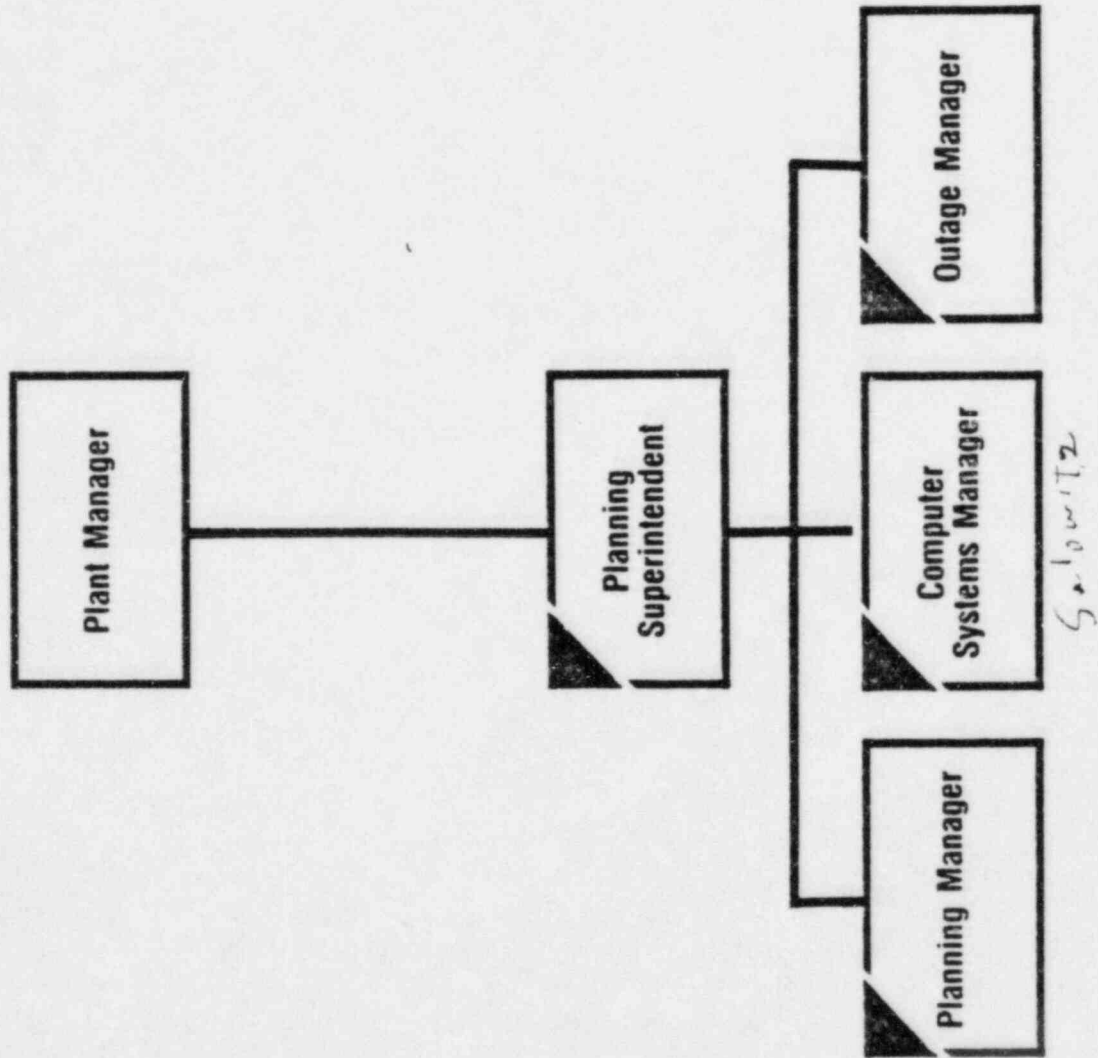 Plant Manager
Planning
Superintendent
Planning Manager
Computer
Systems Manager
Outage Manager